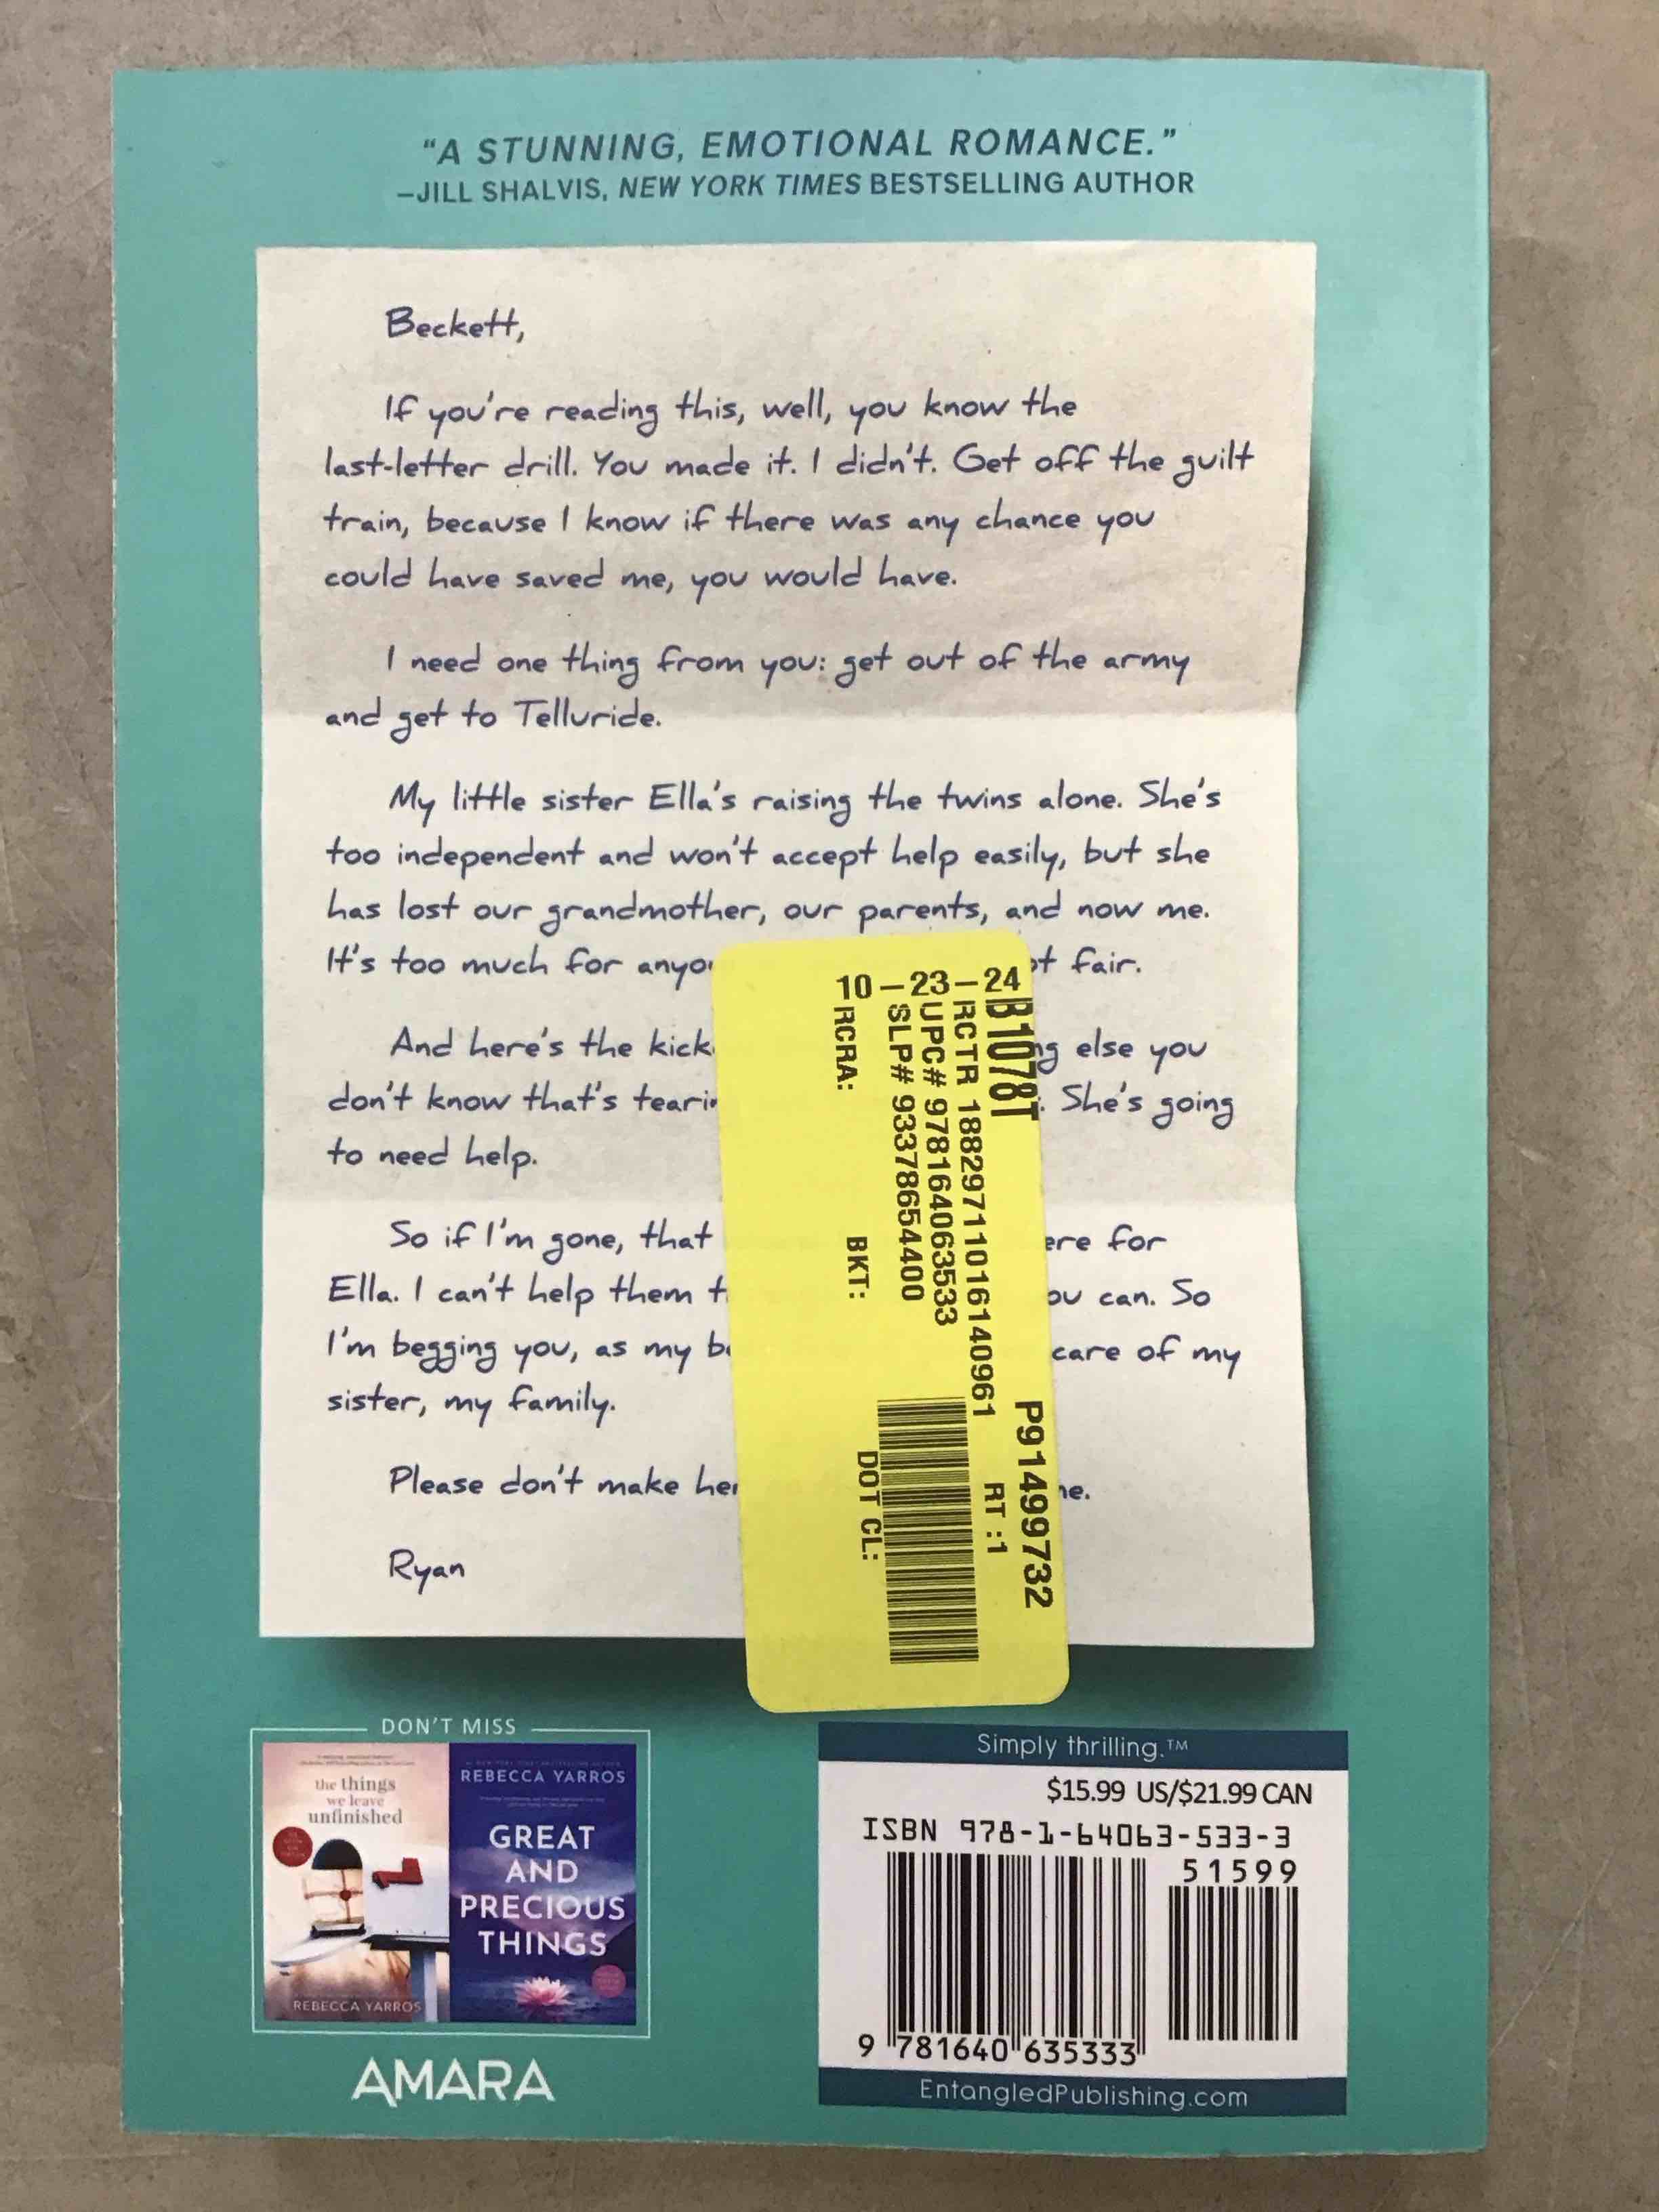 "A STUNNING, EMOTIONAL ROMANCE."
—JILL SHALVIS, NEW YORK TIMES BESTSELLING AUTHOR
Beckett,
If you're reading this, well, you know the
last-letter drill. You made it. I didn't. Get off the guilt
train, because I know if there was any chance you
could have saved me, you would have.
I need one thing from you: get out of the army
and get to Telluride.
My little sister Ella's raising the twins alone. She's
too independent and won't accept help easily, but she
has lost our grandmother, our parents, and now me.
It's too much for anyo ot fair.
And here's the kick ng else you
don't know that's teari . She's going
to need help.
So if I'm gone, that ere for
Ella. I can't help them t ou can. So
I'm begging you, as my b care of my
sister, my family.
Please don't make he ne.
Ryan
10-23-24
B1078T
RCTR 18829711016140961
UPC# 978164063533
SLP# 93378654400
RCRA:
BKT:
DOT CL:
RT :1
P91499732
DON'T MISS
the things
we leave
unfinished
REBECCA YARROS
REBECCA YARROS
GREAT
AND
PRECIOUS
THINGS
AMARA
Simply thrilling.™
$15.99 US/$21.99 CAN
ISBN 978-1-64063-533-3
51599
9 781640 635333
EntangledPublishing.com